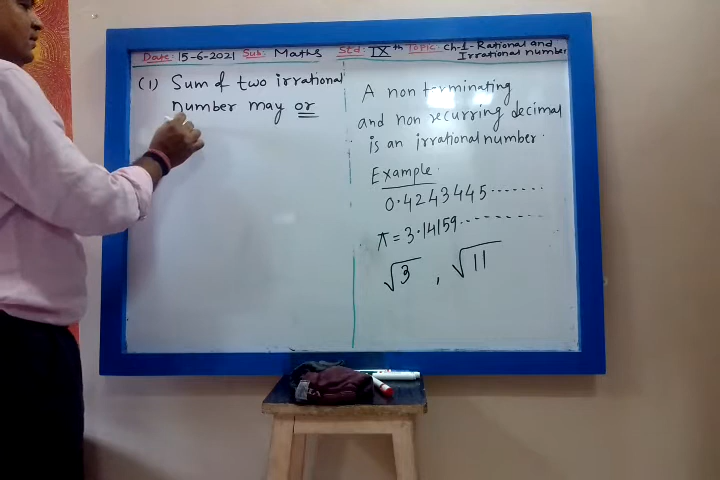 Date: 15-6-2021 Sub: Maths Std: IXth Topic: Ch-1-Rational and
Irrational number
(1) Sum of two irrational
number may or
A non terminating
and non recurring decimal
is an irrational number.
Example.
0.4243445.......
π = 3.14159.........
√3 , √11